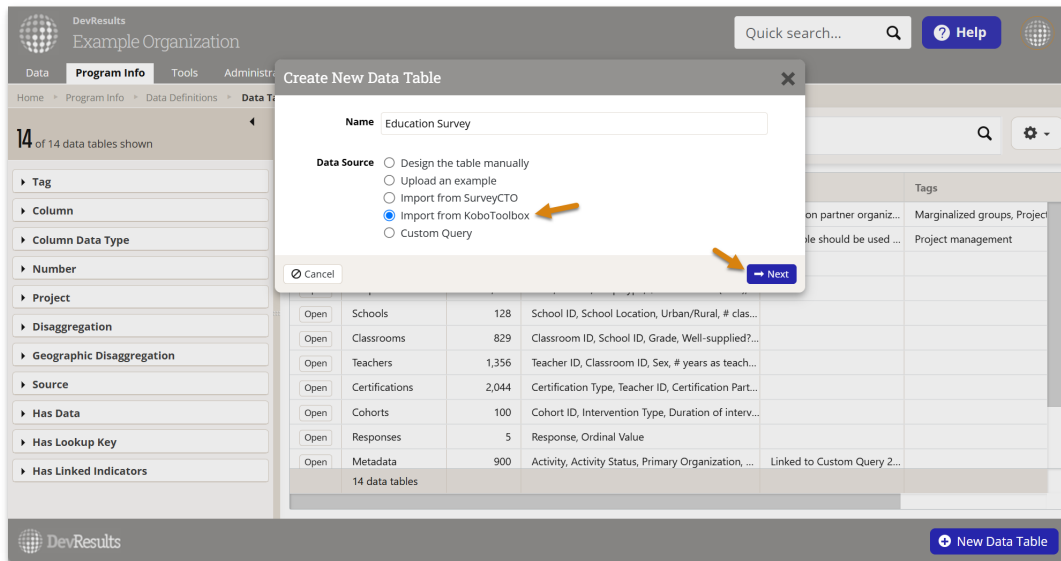 DevResults
Example Organization
Quick search...
Help
Data
Program Info
Tools
Administra
Home
Program Info
Data Definitions
Data Ta
14 of 14 data tables shown
Tag
Column
Column Data Type
Number
Project
Disaggregation
Geographic Disaggregation
Source
Has Data
Has Lookup Key
Has Linked Indicators
Create New Data Table
Name
Education Survey
Data Source
Design the table manually
Upload an example
Import from SurveyCTO
Import from KoboToolbox
Custom Query
Cancel
Next
Tags
on partner organiz... Marginalized groups, Project
le should be used ... Project management
Open Schools 128 School ID, School Location, Urban/Rural, # clas...
Open Classrooms 829 Classroom ID, School ID, Grade, Well-supplied?...
Open Teachers 1,356 Teacher ID, Classroom ID, Sex, # years as teach...
Open Certifications 2,044 Certification Type, Teacher ID, Certification Part...
Open Cohorts 100 Cohort ID, Intervention Type, Duration of interv...
Open Responses 5 Response, Ordinal Value
Open Metadata 900 Activity, Activity Status, Primary Organization, ... Linked to Custom Query 2...
14 data tables
DevResults
New Data Table